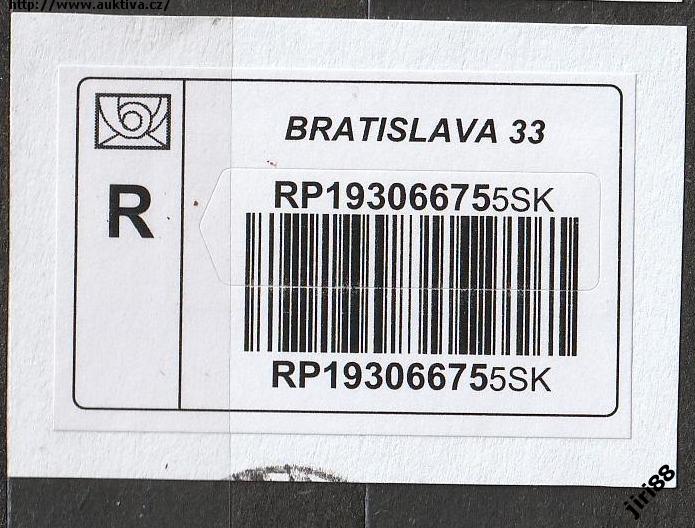 http://www.auktiva.cz/
BRATISLAVA 33
R
RP193066755SK
RP193066755SK
jiri88